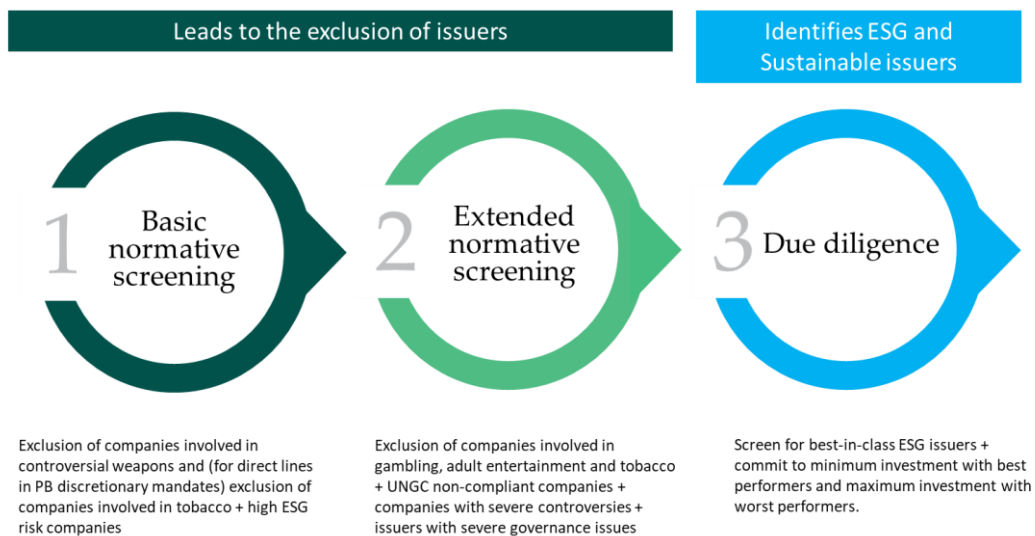 Leads to the exclusion of issuers
Identifies ESG and
Sustainable issuers
1
Basic
normative
screening
2
Extended
normative
screening
3
Due diligence
Exclusion of companies involved in
controversial weapons and (for direct lines
in PB discretionary mandates) exclusion of
companies involved in tobacco + high ESG
risk companies
Exclusion of companies involved in
gambling, adult entertainment and tobacco
+ UNGC non-compliant companies +
companies with severe controversies +
issuers with severe governance issues
Screen for best-in-class ESG issuers +
commit to minimum investment with best
performers and maximum investment with
worst performers.